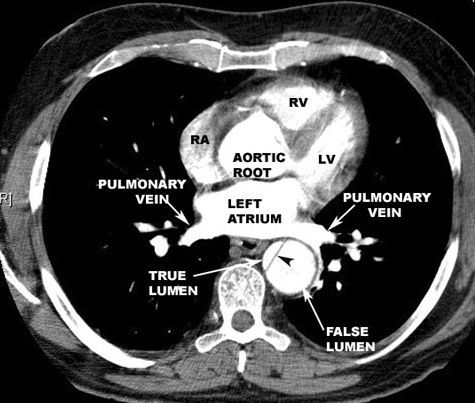 RV
RA
AORTIC
ROOT
LV
PULMONARY
VEIN
LEFT
ATRIUM
PULMONARY
VEIN
R]
TRUE
LUMEN
FALSE
LUMEN